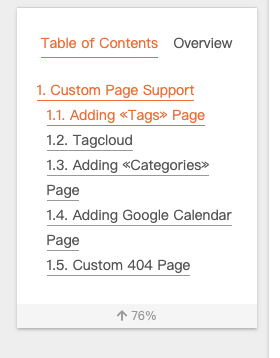 Table of Contents Overview
1. Custom Page Support
1.1. Adding «Tags» Page
1.2. Tagcloud
1.3. Adding «Categories»
Page
1.4. Adding Google Calendar
Page
1.5. Custom 404 Page
76%